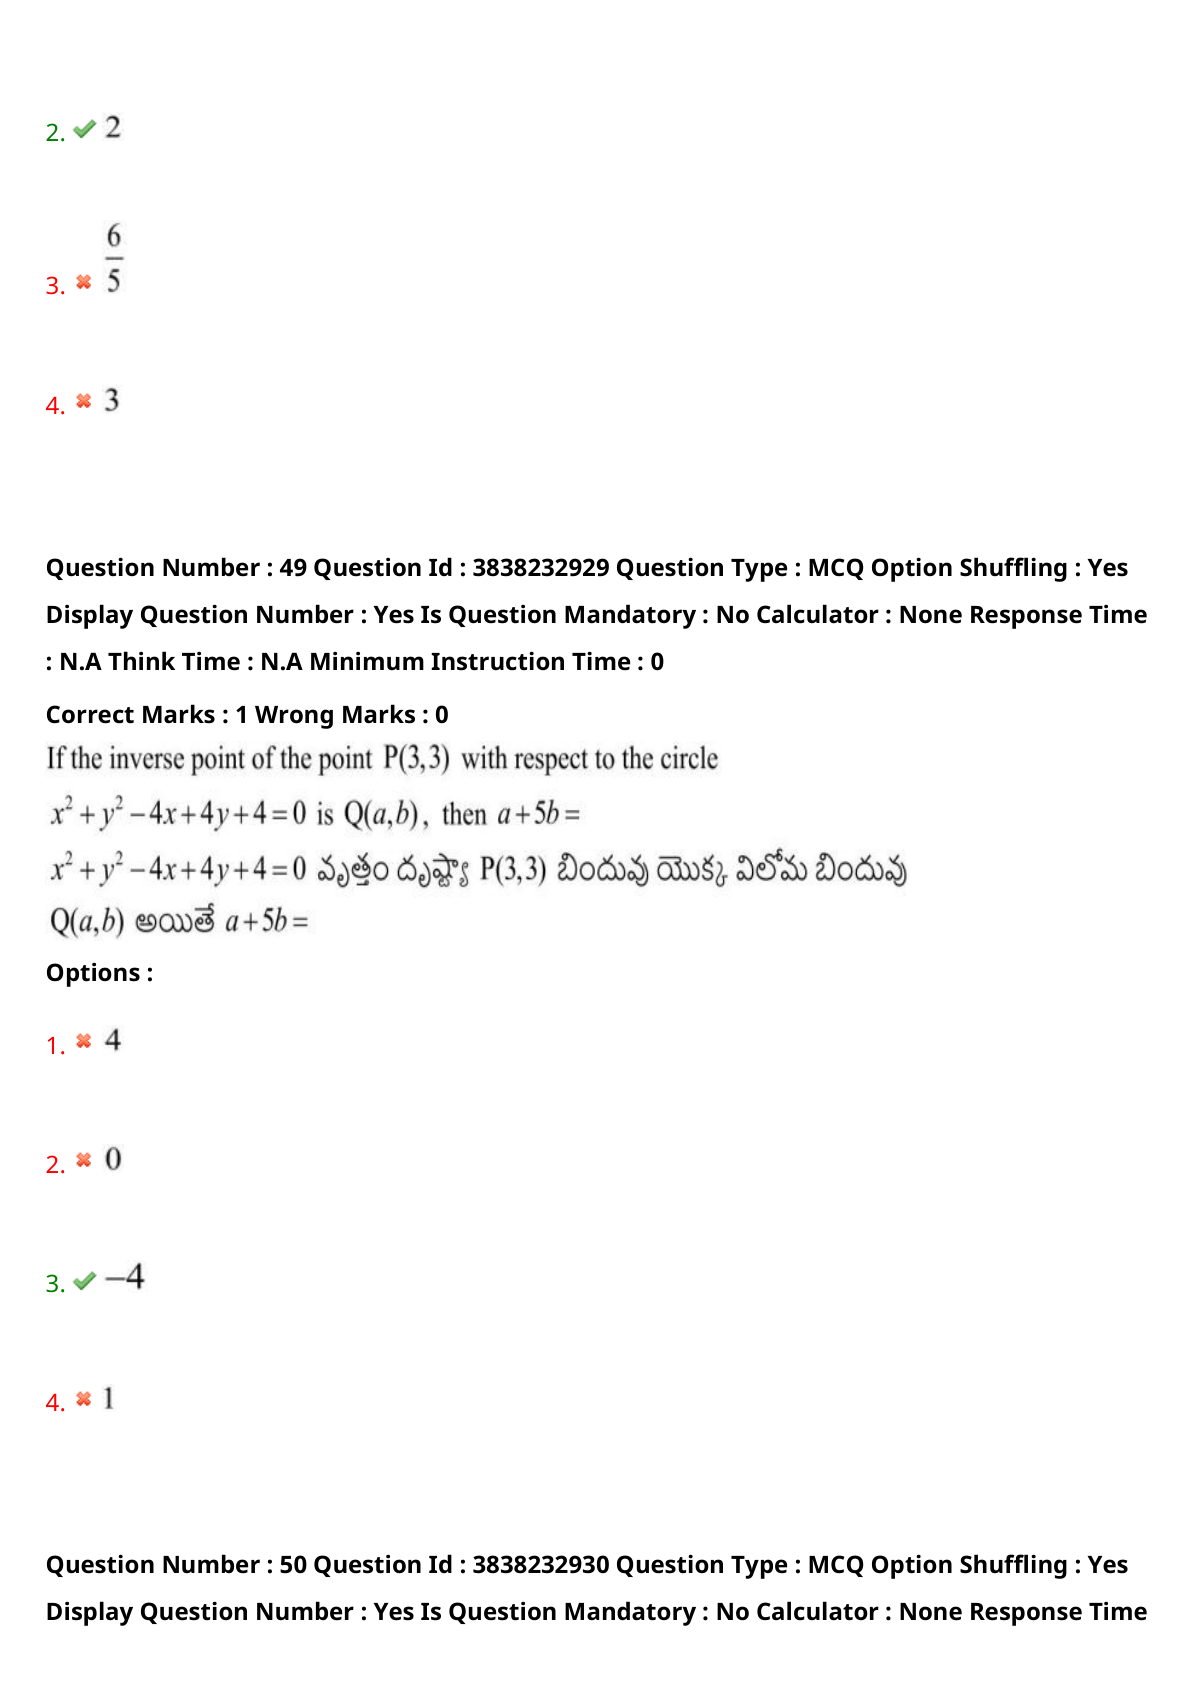 2. 2
3. 6/5
4. 3
Question Number : 49 Question Id : 3838232929 Question Type : MCQ Option Shuffling : Yes
Display Question Number : Yes Is Question Mandatory : No Calculator : None Response Time
: N.A Think Time : N.A Minimum Instruction Time : 0
Correct Marks : 1 Wrong Marks : 0
If the inverse point of the point P(3,3) with respect to the circle
x² + y² − 4x + 4y + 4 = 0 is Q(a,b), then a + 5b =
x² + y² − 4x + 4y + 4 = 0 వృత్తం దృష్ట్యా P(3,3) బిందువు యొక్క విలోమ బిందువు
Q(a,b) అయితే a + 5b =
Options :
1. 4
2. 0
3. −4
4. 1
Question Number : 50 Question Id : 3838232930 Question Type : MCQ Option Shuffling : Yes
Display Question Number : Yes Is Question Mandatory : No Calculator : None Response Time